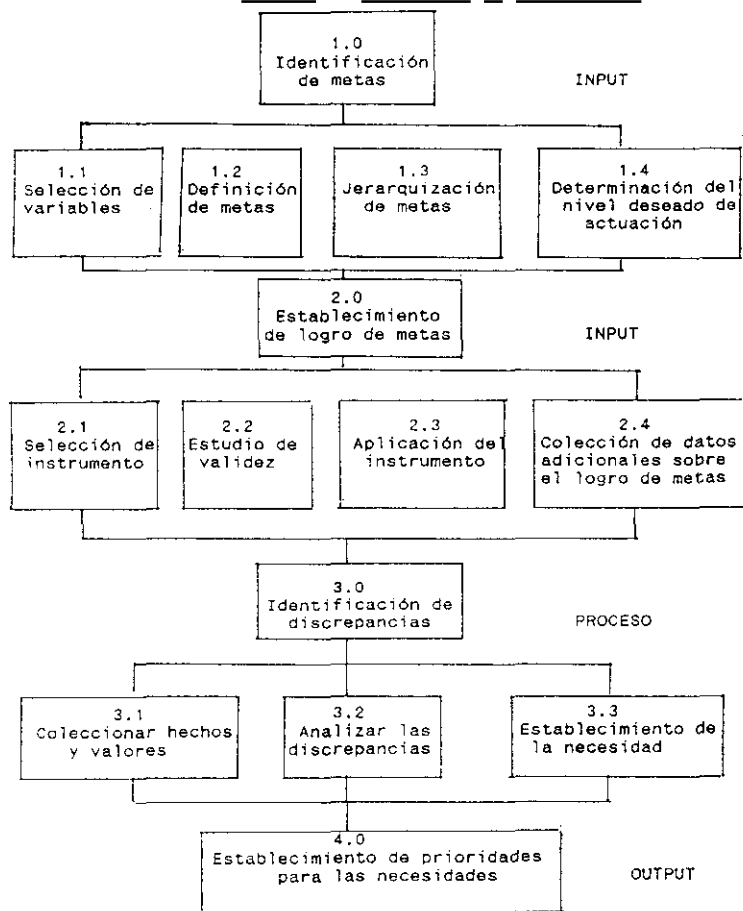 1.0
Identificación
de metas
INPUT
1.1
Selección de
variables
1.2
Definición
de metas
1.3
Jerarquización
de metas
1.4
Determinación del
nivel deseado de
actuación
2.0
Establecimiento
de logro de metas
INPUT
2.1
Selección de
instrumento
2.2
Estudio de
validez
2.3
Aplicación del
instrumento
2.4
Colección de datos
adicionales sobre
el logro de metas
3.0
Identificación de
discrepancias
PROCESO
3.1
Coleccionar hechos
y valores
3.2
Analizar las
discrepancias
3.3
Establecimiento de
la necesidad
4.0
Establecimiento de prioridades
para las necesidades
OUTPUT